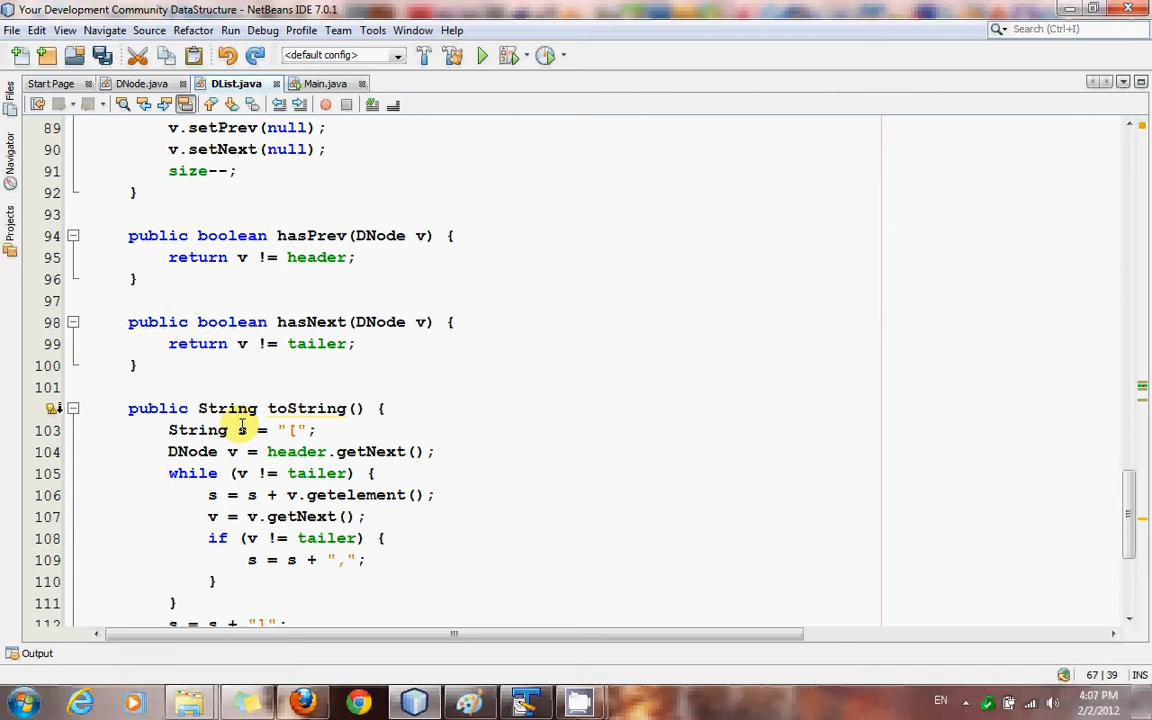 Your Development Community DataStructure - NetBeans IDE 7.0.1
File Edit View Navigate Source Refactor Run Debug Profile Team Tools Window Help
Search (Ctrl+I)
<default config>
Start Page DNode.java DList.java Main.java
Files
Navigator
Projects
89 v.setPrev(null);
90 v.setNext(null);
91 size--;
92 }
93
94 public boolean hasPrev(DNode v) {
95 return v != header;
96 }
97
98 public boolean hasNext(DNode v) {
99 return v != tailer;
100 }
101
public String toString() {
103 String s = "[";
104 DNode v = header.getNext();
105 while (v != tailer) {
106 s = s + v.getelement();
107 v = v.getNext();
108 if (v != tailer) {
109 s = s + ",";
110 }
111 }
112 s = s + "]";
Output
67 | 39 INS
EN
4:07 PM
2/2/2012